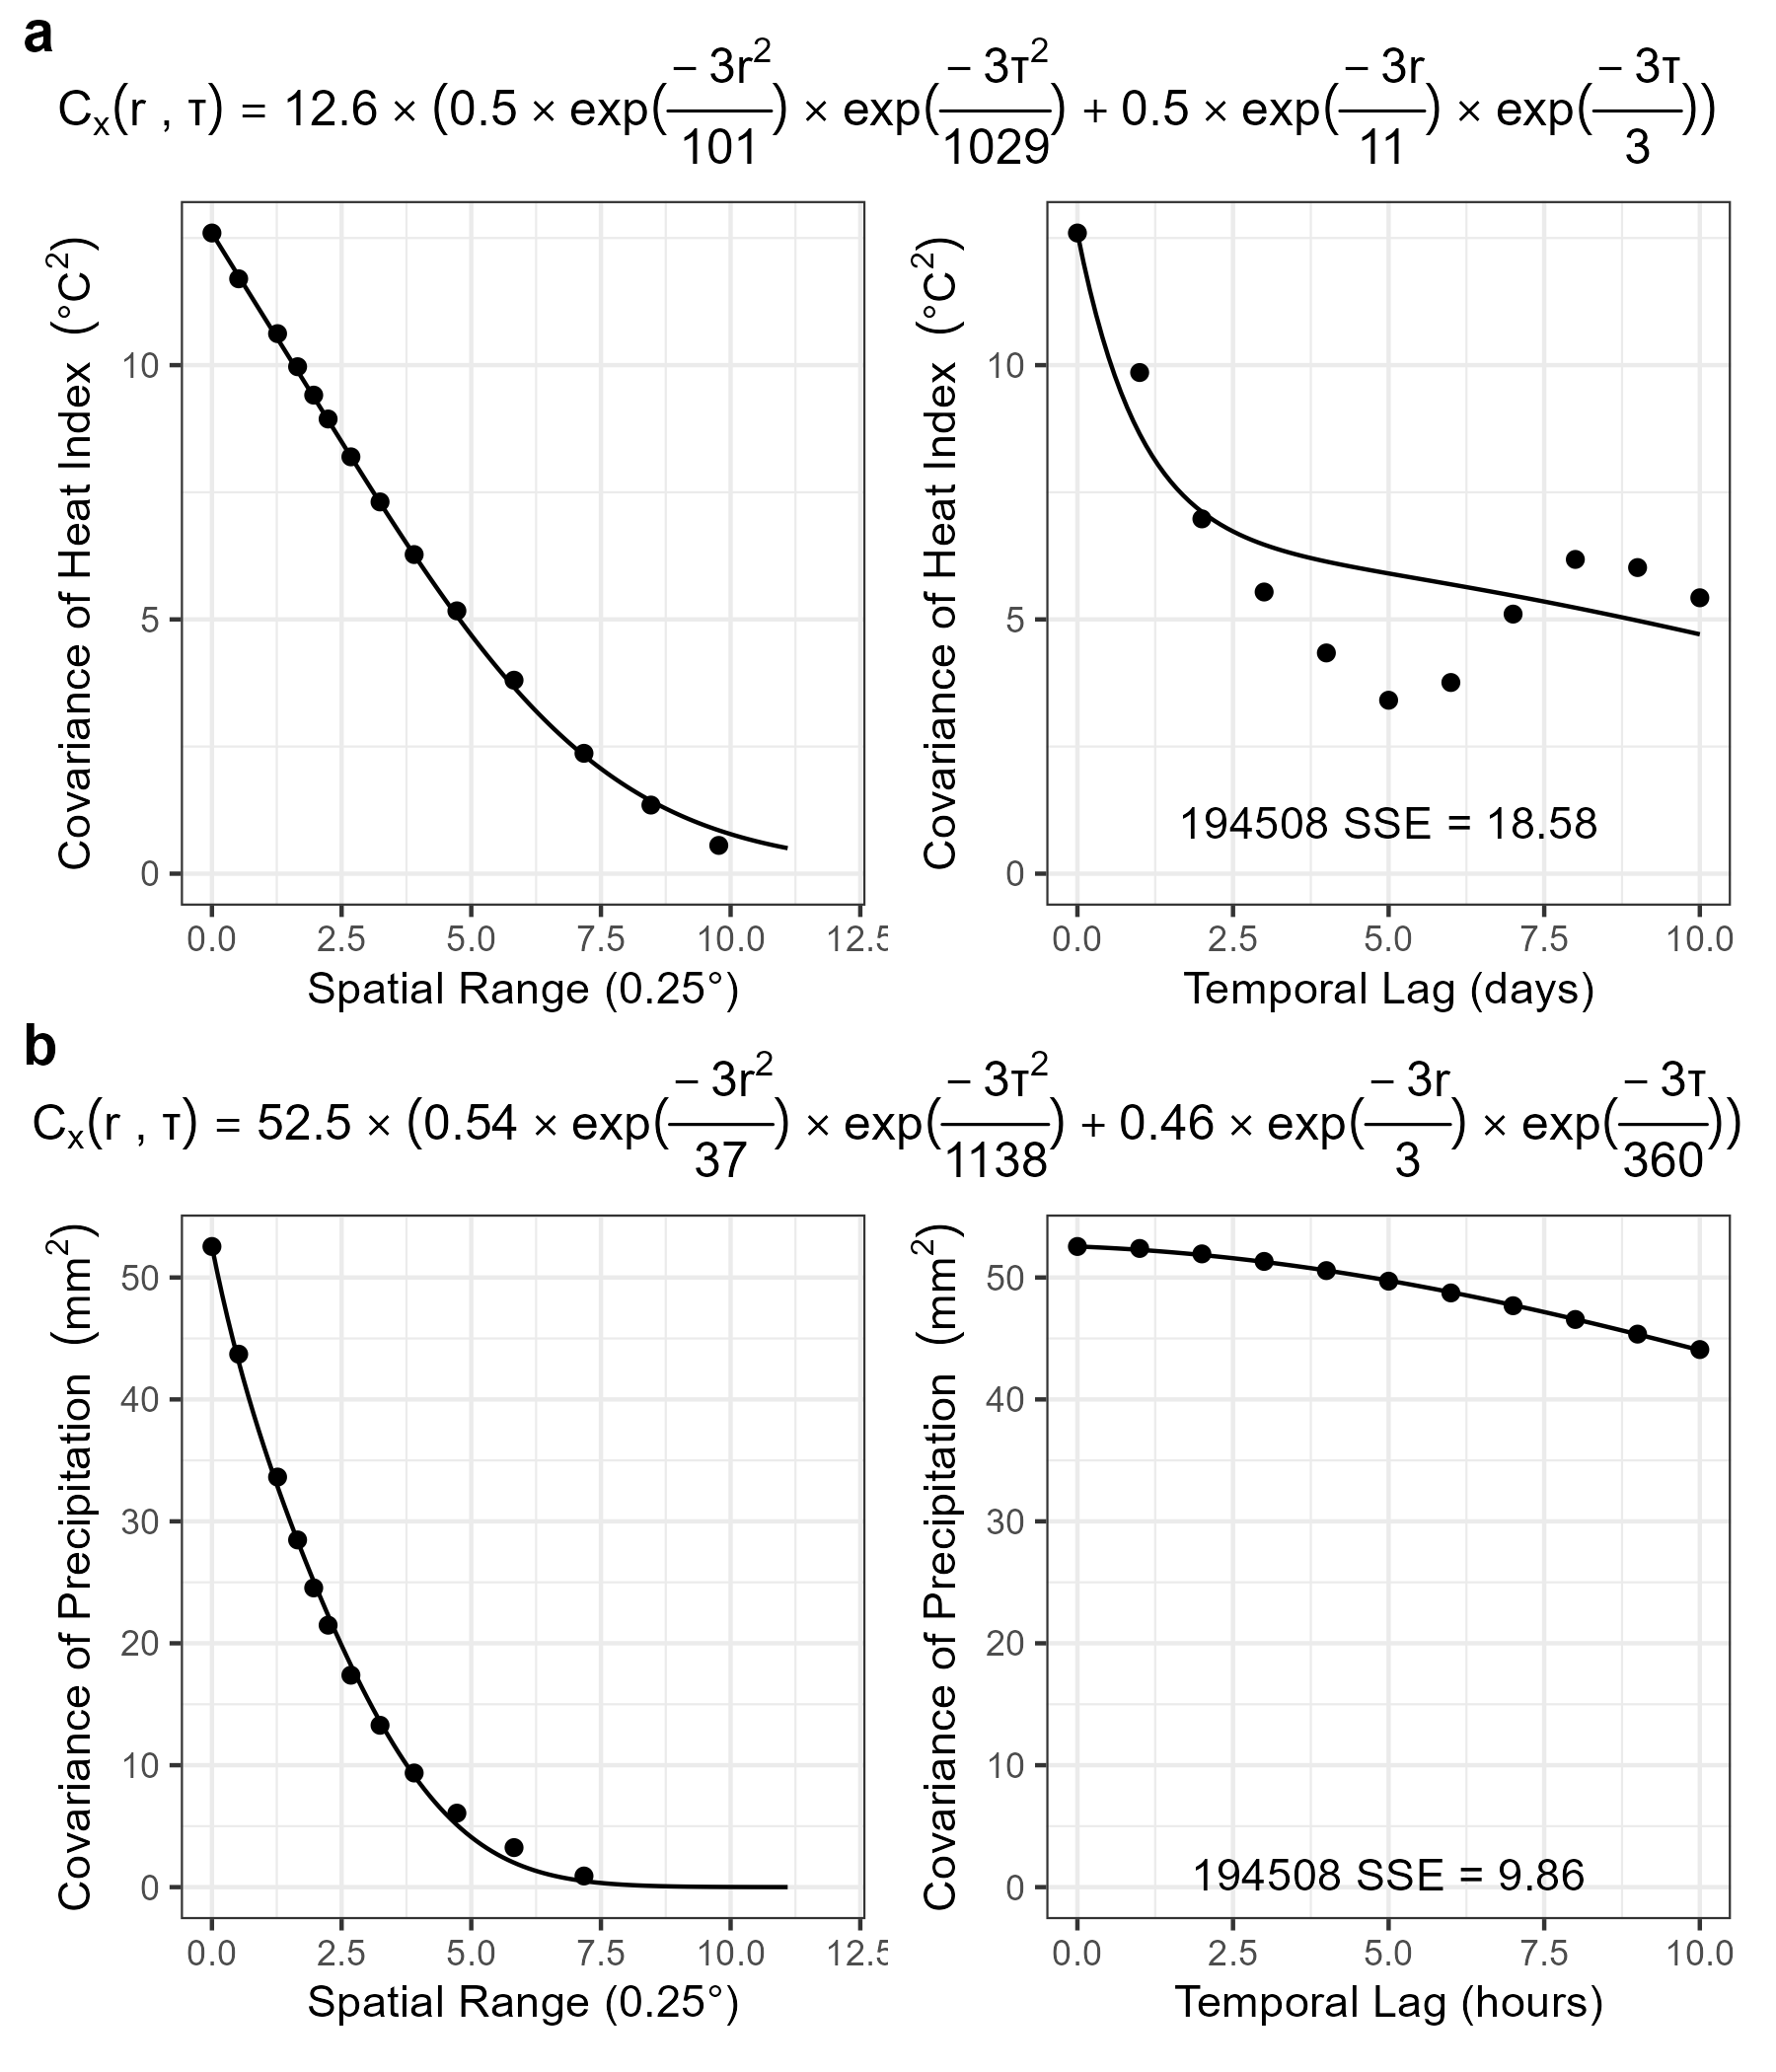 a
Cₓ(r , τ) = 12.6 × (0.5 × exp(− 3r²/101) × exp(− 3τ²/1029) + 0.5 × exp(− 3r/11) × exp(− 3τ/3))
Covariance of Heat Index (°C²)
10
5
0
0.0 2.5 5.0 7.5 10.0 12.5
Spatial Range (0.25°)
Covariance of Heat Index (°C²)
10
5
0
194508 SSE = 18.58
0.0 2.5 5.0 7.5 10.0
Temporal Lag (days)
b
Cₓ(r , τ) = 52.5 × (0.54 × exp(− 3r²/37) × exp(− 3τ²/1138) + 0.46 × exp(− 3r/3) × exp(− 3τ/360))
Covariance of Precipitation (mm²)
50
40
30
20
10
0
0.0 2.5 5.0 7.5 10.0 12.5
Spatial Range (0.25°)
Covariance of Precipitation (mm²)
50
40
30
20
10
0
194508 SSE = 9.86
0.0 2.5 5.0 7.5 10.0
Temporal Lag (hours)